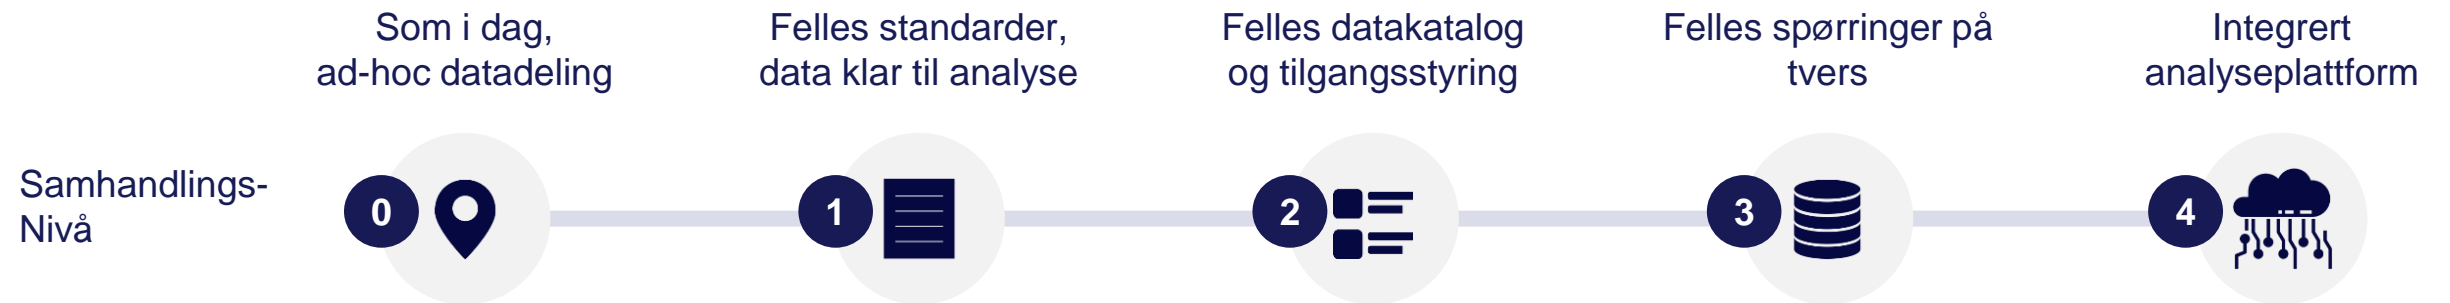 Som i dag,
ad-hoc datadeling
Felles standarder,
data klar til analyse
Felles datakatalog
og tilgangsstyring
Felles spørringer på
tvers
Integrert
analyseplattform
Samhandlings-
Nivå
0
1
2
3
4